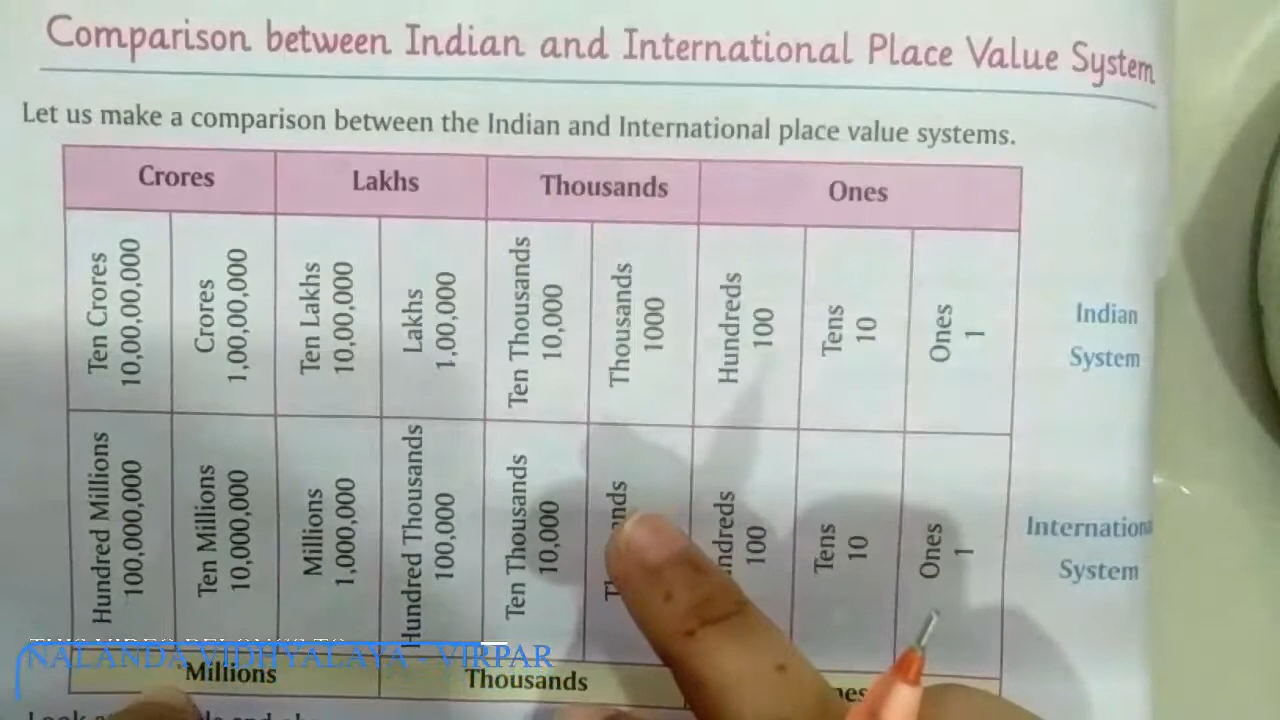 Comparison between Indian and International Place Value System
Let us make a comparison between the Indian and International place value systems.
Crores Lakhs Thousands Ones
Ten Crores 10,00,00,000
Crores 1,00,00,000
Ten Lakhs 10,00,000
Lakhs 1,00,000
Ten Thousands 10,000
Thousands 1000
Hundreds 100
Tens 10
Ones 1
Indian System
Hundred Millions 100,000,000
Ten Millions 10,000,000
Millions 1,000,000
Hundred Thousands 100,000
Ten Thousands 10,000
100
Tens 10
Ones 1
System
Millions Thousands
NALANDA VIDHYALAYA - VIRPAR